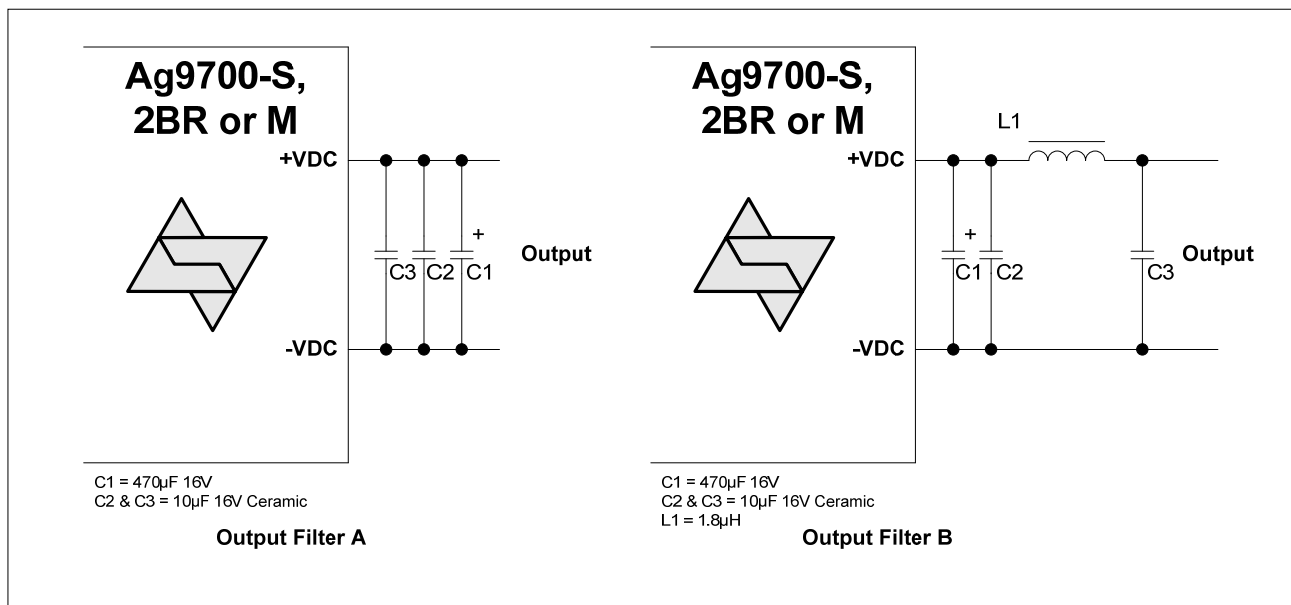 Ag9700-S,
2BR or M
+VDC
C3
C2
C1
+
Output
-VDC
C1 = 470µF 16V
C2 & C3 = 10µF 16V Ceramic
Output Filter A
Ag9700-S,
2BR or M
L1
+VDC
+
C1
C2
C3
Output
-VDC
C1 = 470µF 16V
C2 & C3 = 10µF 16V Ceramic
L1 = 1.8µH
Output Filter B